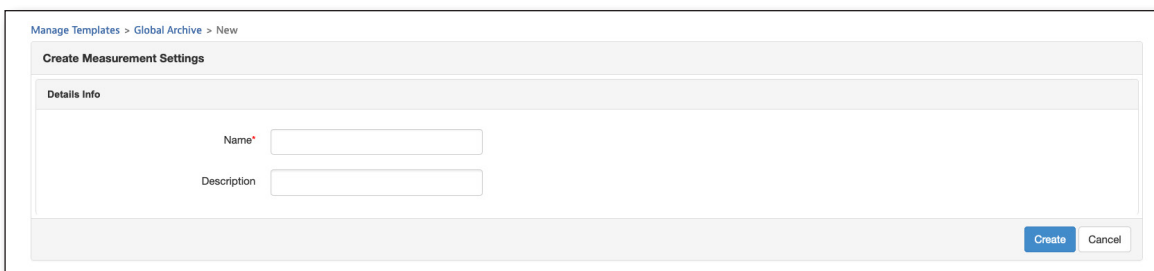 Manage Templates > Global Archive > New
Create Measurement Settings
Details Info
Name*
Description
Create Cancel